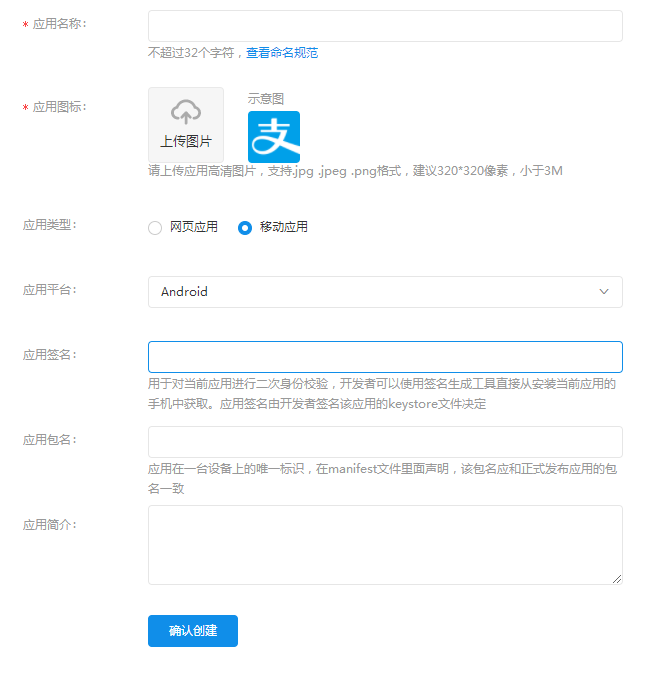 * 应用名称：
不超过32个字符，查看命名规范
* 应用图标：
示意图
上传图片
支
请上传应用高清图片，支持.jpg .jpeg .png格式，建议320*320像素，小于3M
应用类型：
网页应用 移动应用
应用平台：
Android
应用签名：
用于对当前应用进行二次身份校验，开发者可以使用签名生成工具直接从安装当前应用的
手机中获取。应用签名由开发者签名该应用的keystore文件决定
应用包名：
应用在一台设备上的唯一标识，在manifest文件里面声明，该包名应和正式发布应用的包
名一致
应用简介：
确认创建